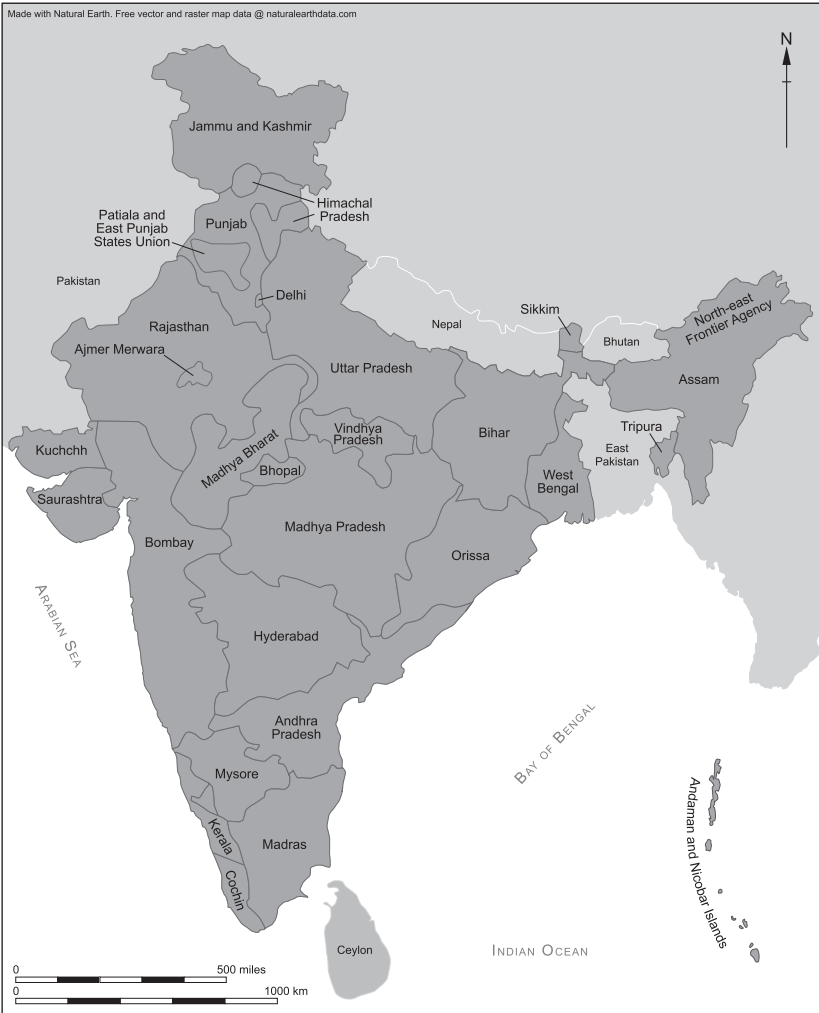 Made with Natural Earth. Free vector and raster map data @ naturalearthdata.com
N
Jammu and Kashmir
Himachal
Pradesh
Patiala and
East Punjab
States Union
Punjab
Pakistan
Delhi
Sikkim
North-east
Frontier Agency
Rajasthan
Nepal
Bhutan
Ajmer Merwara
Uttar Pradesh
Assam
Tripura
Vindhya
Pradesh
Bihar
Kuchchh
Madhya Bharat
East
Pakistan
Bhopal
West
Bengal
Saurashtra
Madhya Pradesh
Bombay
Orissa
Arabian Sea
Hyderabad
Andhra
Pradesh
Bay of Bengal
Mysore
Andaman and Nicobar Islands
Kerala
Madras
Cochin
Ceylon
Indian Ocean
0 500 miles
0 1000 km